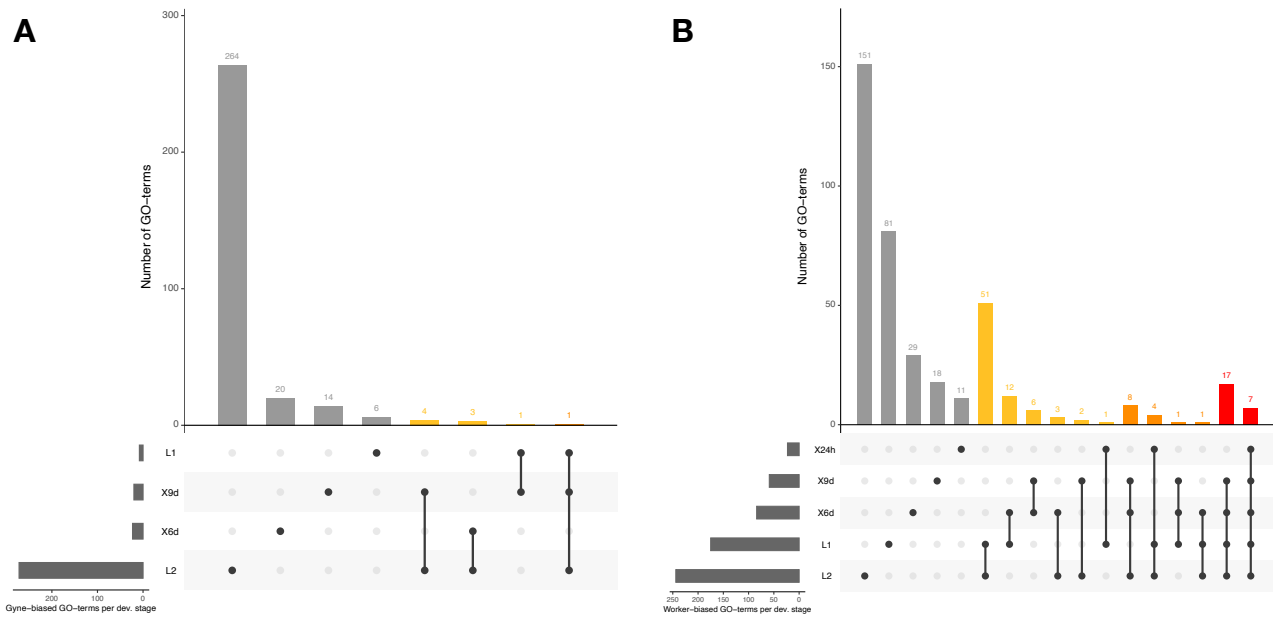 A
Number of GO−terms
300
200
100
0
264
20
14
6
4
3
1
1
L1
X9d
X6d
L2
200
100
0
Gyne−biased GO−terms per dev. stage
B
Number of GO−terms
150
100
50
0
151
81
29
18
11
51
12
6
3
2
1
8
4
1
1
17
7
X24h
X9d
X6d
L1
L2
250
200
150
100
50
0
Worker−biased GO−terms per dev. stage